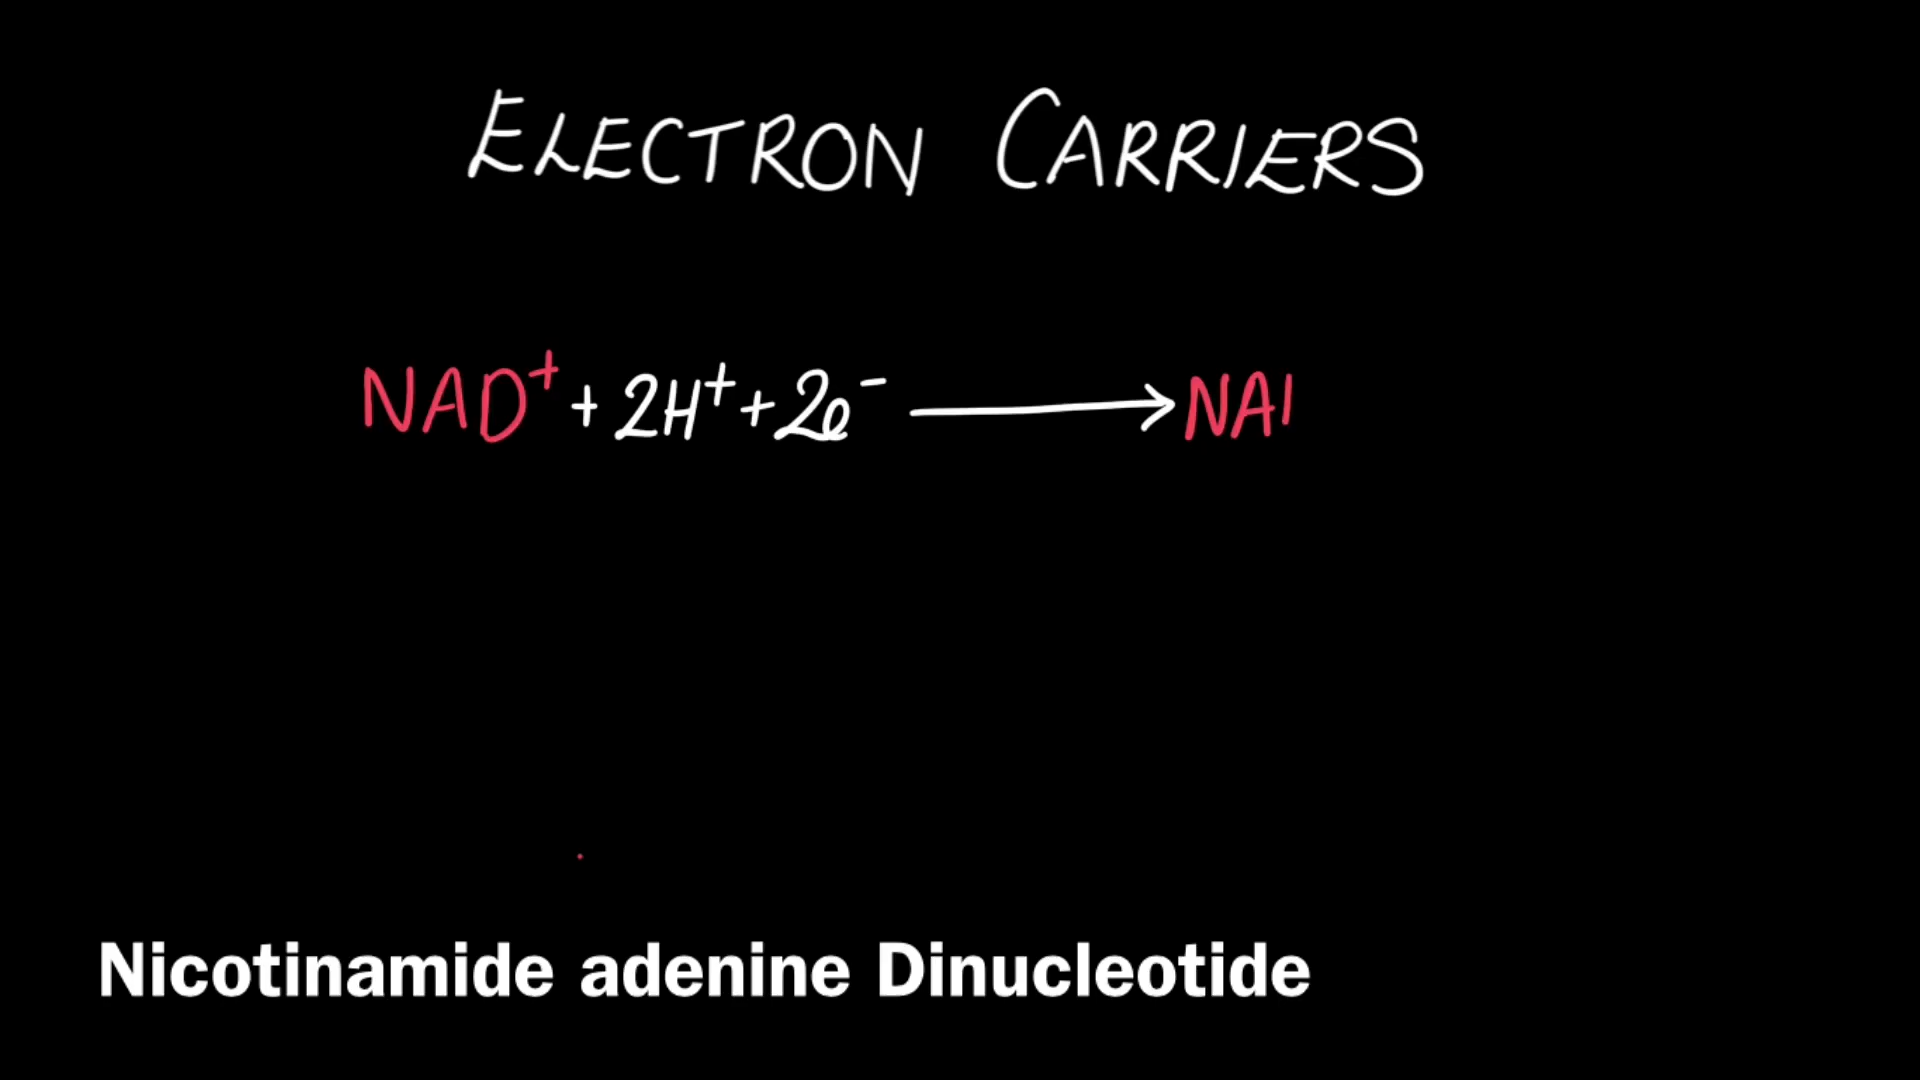 ELECTRON CARRIERS
NAD⁺ + 2H⁺ + 2e⁻ ⟶ NAI
Nicotinamide adenine Dinucleotide